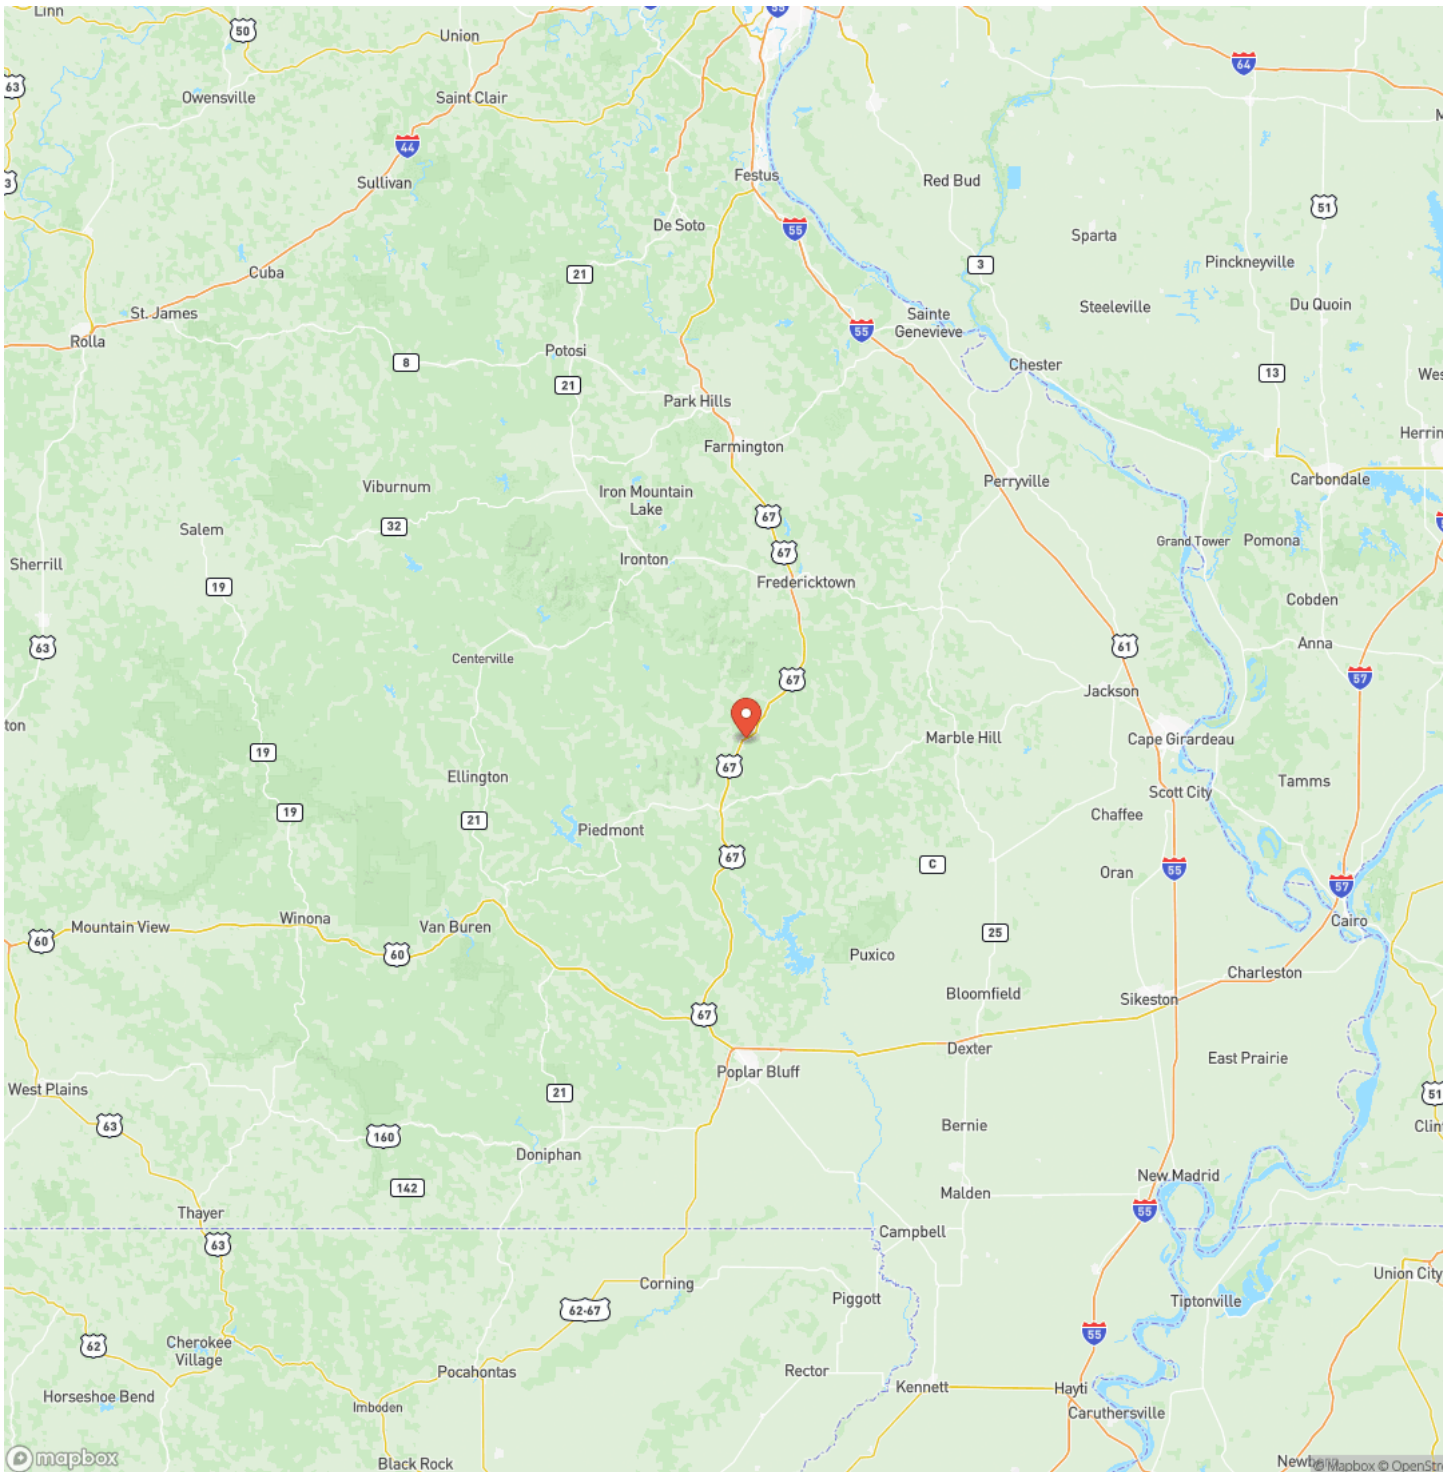 Linn
50
Union
55
55
64
63
Owensville
Saint Clair
44
Sullivan
Festus
Red Bud
51
De Soto
55
Sparta
3
Pinckneyville
Cuba
21
Steeleville
Du Quoin
St. James
Sainte
Genevieve
55
Rolla
Potosi
8
21
Chester
13
Park Hills
Farmington
Perryville
Carbondale
Viburnum
Iron Mountain
Lake
67
32
Salem
Sherrill
Ironton
67
Grand Tower
Pomona
Fredericktown
19
Cobden
63
61
Anna
Centerville
67
57
Jackson
19
67
Marble Hill
Cape Girardeau
Ellington
Tamms
Scott City
19
21
Piedmont
Chaffee
67
C
Oran
55
57
Winona
Mountain View
Van Buren
25
Cairo
60
60
Puxico
Charleston
Bloomfield
Sikeston
67
Dexter
East Prairie
Poplar Bluff
West Plains
21
51
63
160
Bernie
Doniphan
New Madrid
142
Malden
55
Thayer
Campbell
63
Corning
Union City
Piggott
Tiptonville
62-67
55
62
Cherokee
Village
Pocahontas
Rector
Horseshoe Bend
Imboden
Kennett
Hayti
Caruthersville
mapbox
Black Rock
© Mapbox